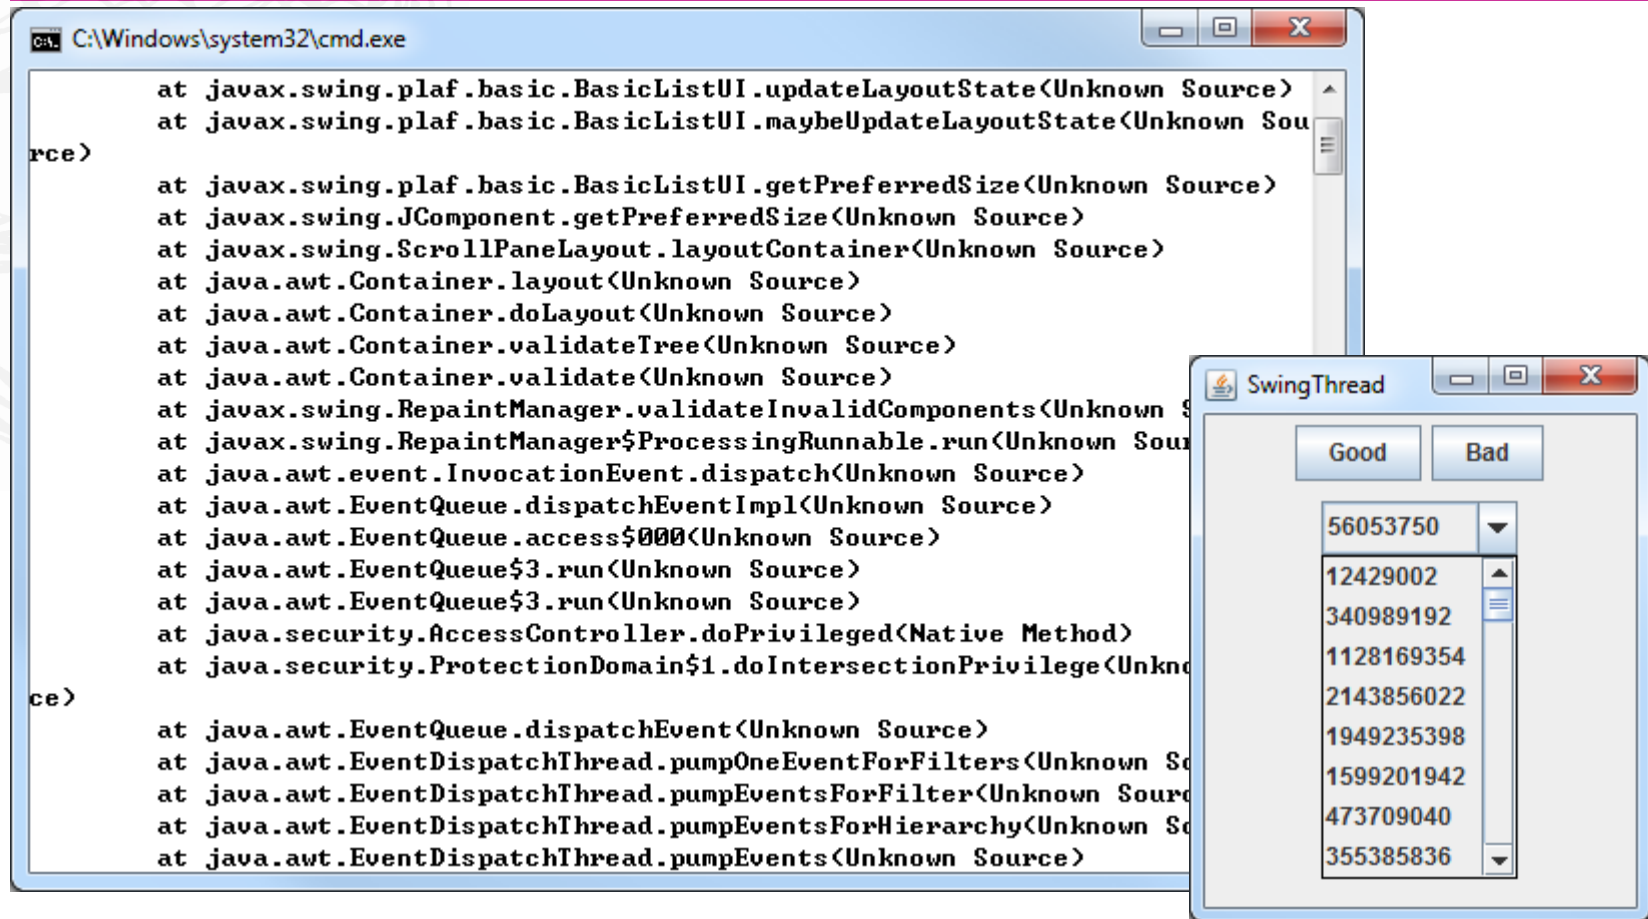 C:\Windows\system32\cmd.exe
at javax.swing.plaf.basic.BasicListUI.updateLayoutState(Unknown Source)
at javax.swing.plaf.basic.BasicListUI.maybeUpdateLayoutState(Unknown Sou
rce)
at javax.swing.plaf.basic.BasicListUI.getPreferredSize(Unknown Source)
at javax.swing.JComponent.getPreferredSize(Unknown Source)
at javax.swing.ScrollPaneLayout.layoutContainer(Unknown Source)
at java.awt.Container.layout(Unknown Source)
at java.awt.Container.doLayout(Unknown Source)
at java.awt.Container.validateTree(Unknown Source)
at java.awt.Container.validate(Unknown Source)
at javax.swing.RepaintManager.validateInvalidComponents(Unknown
at javax.swing.RepaintManager$ProcessingRunnable.run(Unknown Sour
at java.awt.event.InvocationEvent.dispatch(Unknown Source)
at java.awt.EventQueue.dispatchEventImpl(Unknown Source)
at java.awt.EventQueue.access$000(Unknown Source)
at java.awt.EventQueue$3.run(Unknown Source)
at java.awt.EventQueue$3.run(Unknown Source)
at java.security.AccessController.doPrivileged(Native Method)
at java.security.ProtectionDomain$1.doIntersectionPrivilege(Unkno
ce)
at java.awt.EventQueue.dispatchEvent(Unknown Source)
at java.awt.EventDispatchThread.pumpOneEventForFilters(Unknown So
at java.awt.EventDispatchThread.pumpEventsForFilter(Unknown Sourc
at java.awt.EventDispatchThread.pumpEventsForHierarchy(Unknown So
at java.awt.EventDispatchThread.pumpEvents(Unknown Source)
SwingThread
Good Bad
56053750
12429002
340989192
1128169354
2143856022
1949235398
1599201942
473709040
355385836